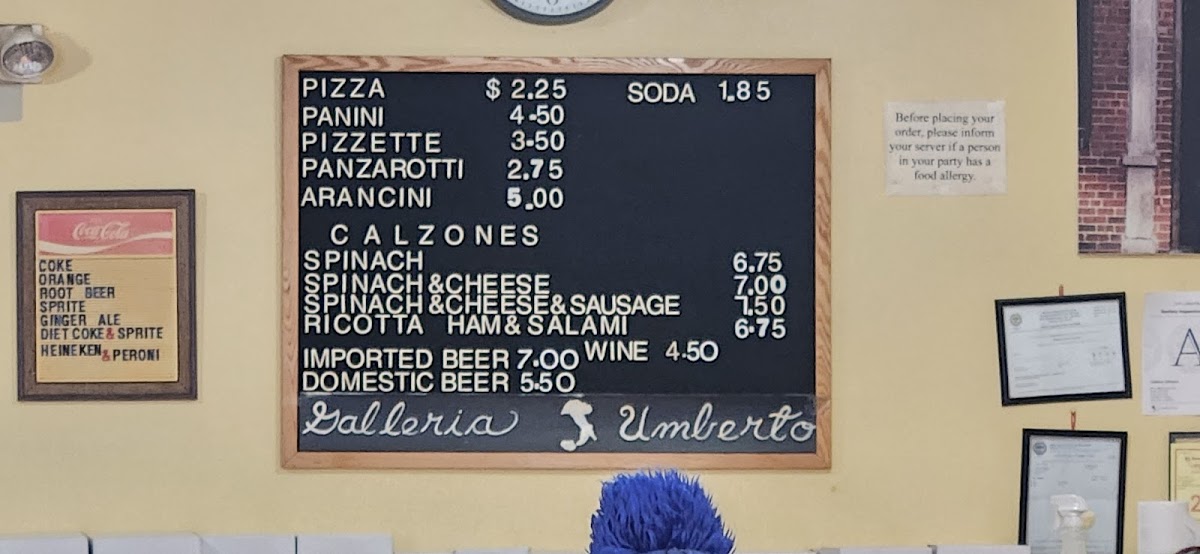 PIZZA $ 2.25 SODA 1.85
PANINI 4.50
PIZZETTE 3.50
PANZAROTTI 2.75
ARANCINI 5.00
CALZONES
SPINACH 6.75
SPINACH & CHEESE 7.00
SPINACH & CHEESE & SAUSAGE 7.50
RICOTTA HAM & SALAMI 6.75
WINE 4.50
IMPORTED BEER 7.00
DOMESTIC BEER 5.50
Galleria Umberto
Coca-Cola
COKE
ORANGE
ROOT BEER
SPRITE
GINGER ALE
DIET COKE & SPRITE
HEINEKEN & PERONI
Before placing your
order, please inform
your server if a person
in your party has a
food allergy.
A